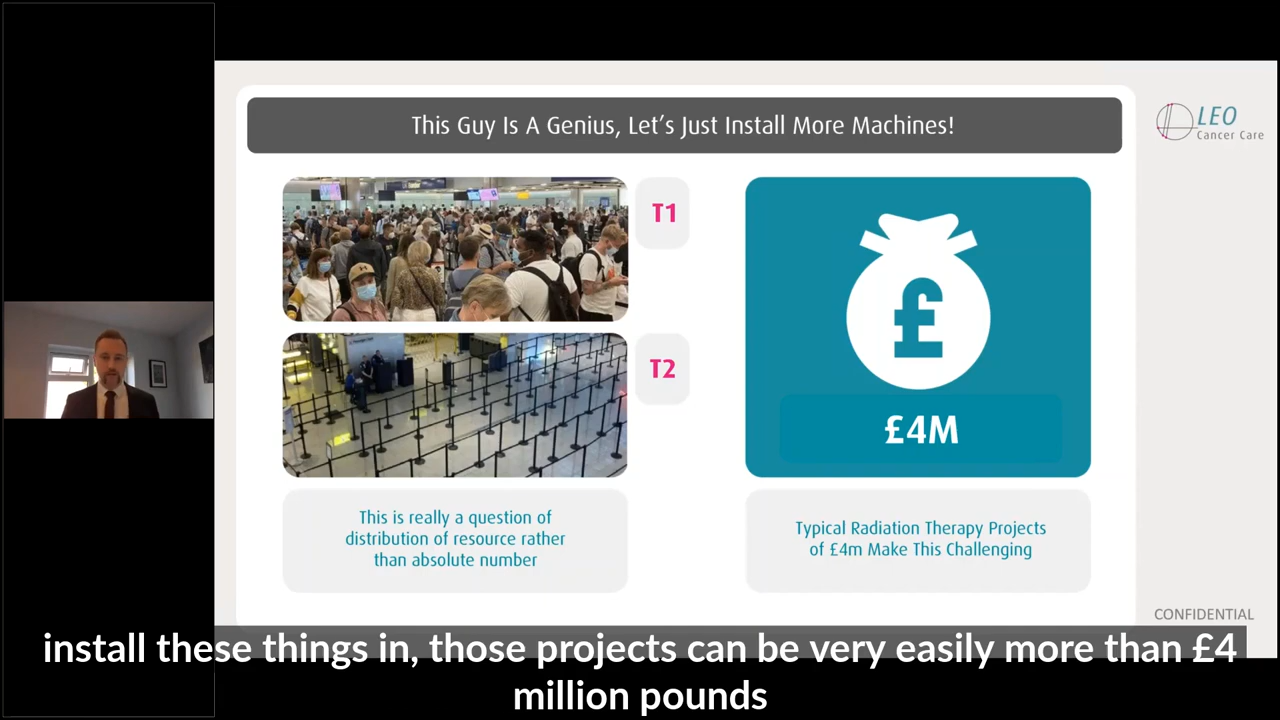 This Guy Is A Genius, Let's Just Install More Machines!
LEO
Cancer Care
T1
T2
£
£4M
This is really a question of
distribution of resource rather
than absolute number
Typical Radiation Therapy Projects
of £4m Make This Challenging
CONFIDENTIAL
install these things in, those projects can be very easily more than £4
million pounds